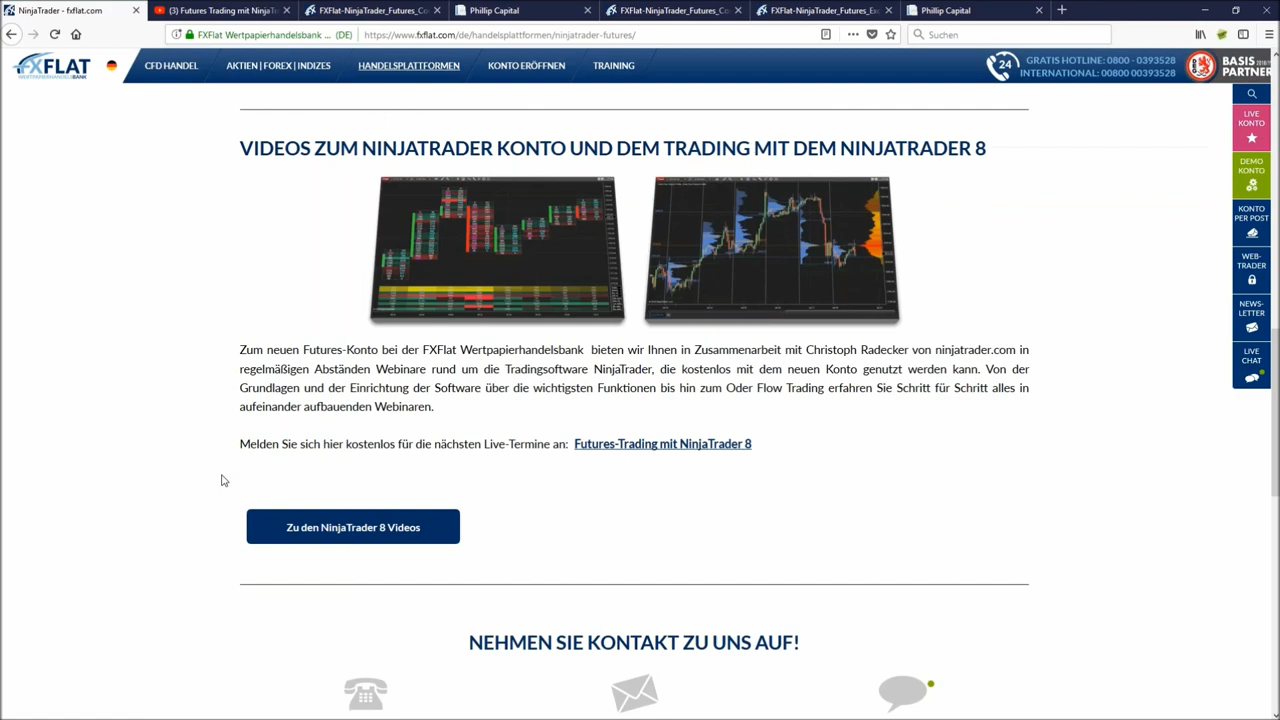 NinjaTrader - fxflat.com
(3) Futures Trading mit NinjaT
FXFlat-NinjaTrader_Futures_Co
Phillip Capital
FXFlat-NinjaTrader_Futures_Co
FXFlat-NinjaTrader_Futures_Ex
Phillip Capital
FXFlat Wertpapierhandelsbank ... (DE)
https://www.fxflat.com/de/handelsplattformen/ninjatrader-futures/
Suchen
FXFLAT
WERTPAPIERHANDELSBANK
CFD HANDEL
AKTIEN | FOREX | INDIZES
HANDELSPLATTFORMEN
KONTO ERÖFFNEN
TRAINING
24
GRATIS HOTLINE: 0800 - 0393528
INTERNATIONAL: 00800 00393528
BASIS
PARTNER
LIVE
KONTO
DEMO
KONTO
KONTO
PER POST
WEB-
TRADER
NEWS-
LETTER
LIVE
CHAT
VIDEOS ZUM NINJATRADER KONTO UND DEM TRADING MIT DEM NINJATRADER 8
Zum neuen Futures-Konto bei der FXFlat Wertpapierhandelsbank bieten wir Ihnen in Zusammenarbeit mit Christoph Radecker von ninjatrader.com in
regelmäßigen Abständen Webinare rund um die Tradingsoftware NinjaTrader, die kostenlos mit dem neuen Konto genutzt werden kann. Von der
Grundlagen und der Einrichtung der Software über die wichtigsten Funktionen bis hin zum Oder Flow Trading erfahren Sie Schritt für Schritt alles in
aufeinander aufbauenden Webinaren.
Melden Sie sich hier kostenlos für die nächsten Live-Termine an: Futures-Trading mit NinjaTrader 8
Zu den NinjaTrader 8 Videos
NEHMEN SIE KONTAKT ZU UNS AUF!